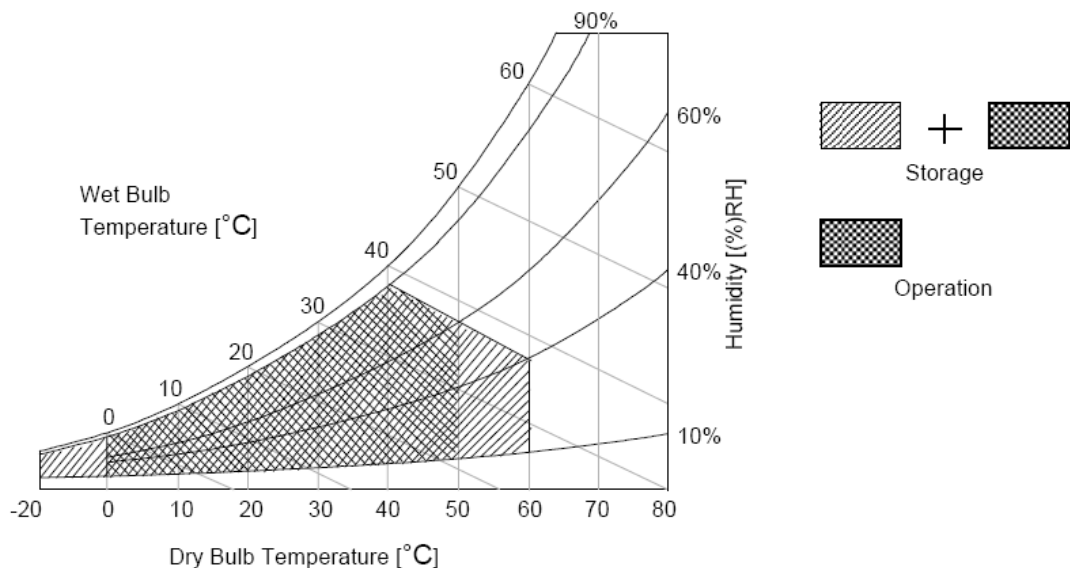 90%
60
60%
50
Storage
Wet Bulb
Temperature [°C]
40
40%
Humidity [(%)RH]
Operation
30
20
10
0
10%
-20 0 10 20 30 40 50 60 70 80
Dry Bulb Temperature [°C]